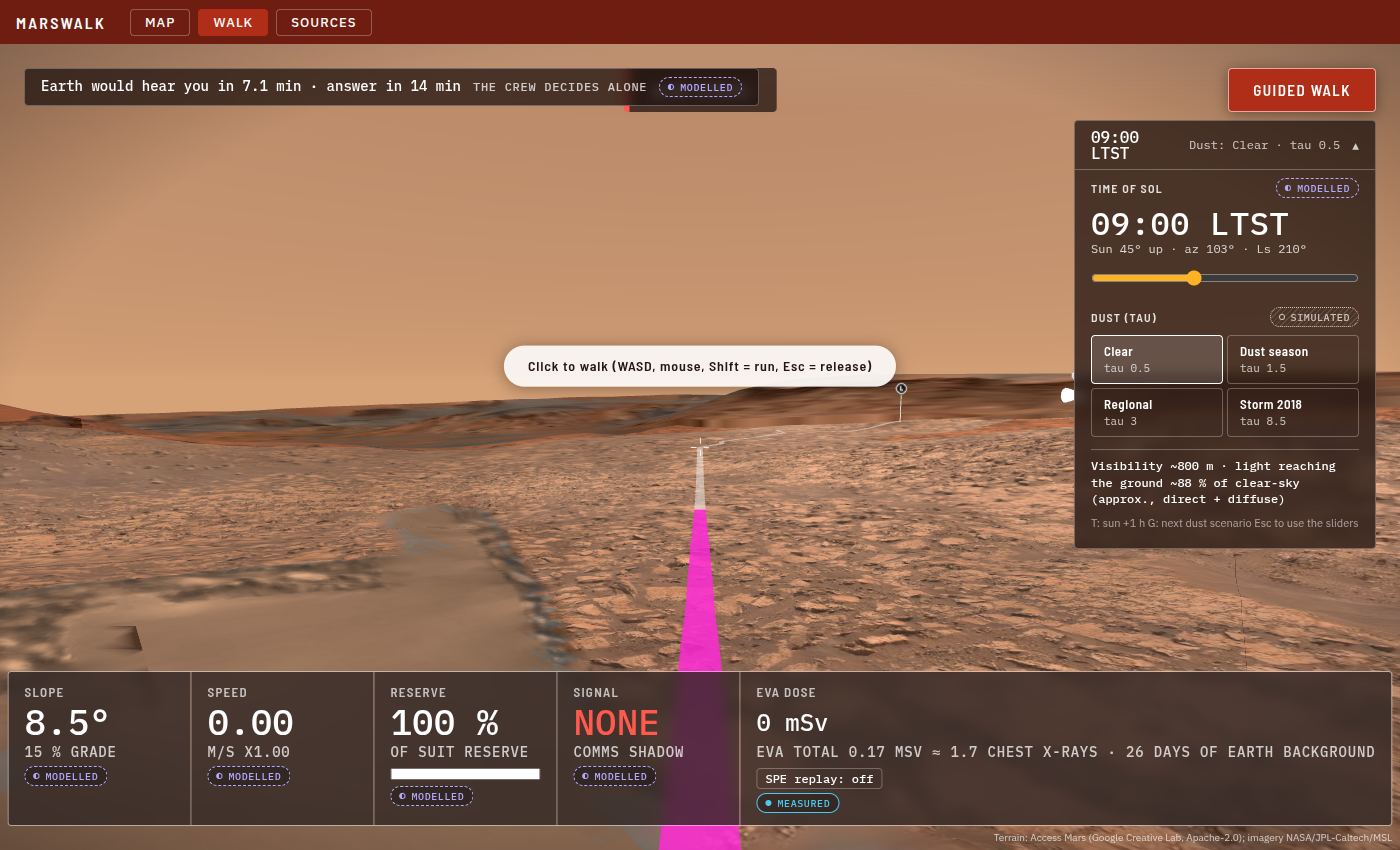 MARSWALK
MAP
WALK
SOURCES
Earth would hear you in 7.1 min · answer in 14 min THE CREW DECIDES ALONE ◐ MODELLED
GUIDED WALK
09:00
LTST
Dust: Clear · tau 0.5 ▲
TIME OF SOL
◐ MODELLED
09:00 LTST
Sun 45° up · az 103° · Ls 210°
DUST (TAU)
○ SIMULATED
Clear
tau 0.5
Dust season
tau 1.5
Regional
tau 3
Storm 2018
tau 8.5
Visibility ~800 m · light reaching
the ground ~88 % of clear-sky
(approx., direct + diffuse)
T: sun +1 h G: next dust scenario Esc to use the sliders
Click to walk (WASD, mouse, Shift = run, Esc = release)
L
SLOPE
8.5°
15 % GRADE
◐ MODELLED
SPEED
0.00
M/S X1.00
◐ MODELLED
RESERVE
100 %
OF SUIT RESERVE
◐ MODELLED
SIGNAL
NONE
COMMS SHADOW
◐ MODELLED
EVA DOSE
0 mSv
EVA TOTAL 0.17 MSV ≈ 1.7 CHEST X-RAYS · 26 DAYS OF EARTH BACKGROUND
SPE replay: off
● MEASURED
Terrain: Access Mars (Google Creative Lab, Apache-2.0); imagery NASA/JPL-Caltech/MSL